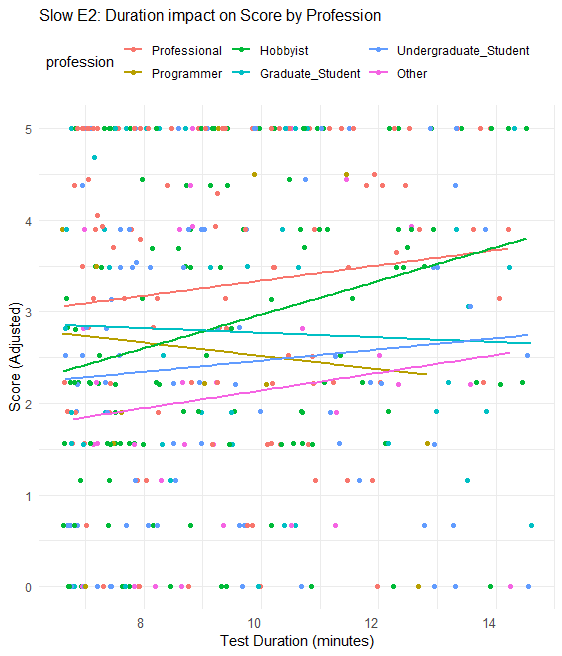 Slow E2: Duration impact on Score by Profession
profession
Professional
Hobbyist
Undergraduate_Student
Programmer
Graduate_Student
Other
Score (Adjusted)
5
4
3
2
1
0
8
10
12
14
Test Duration (minutes)